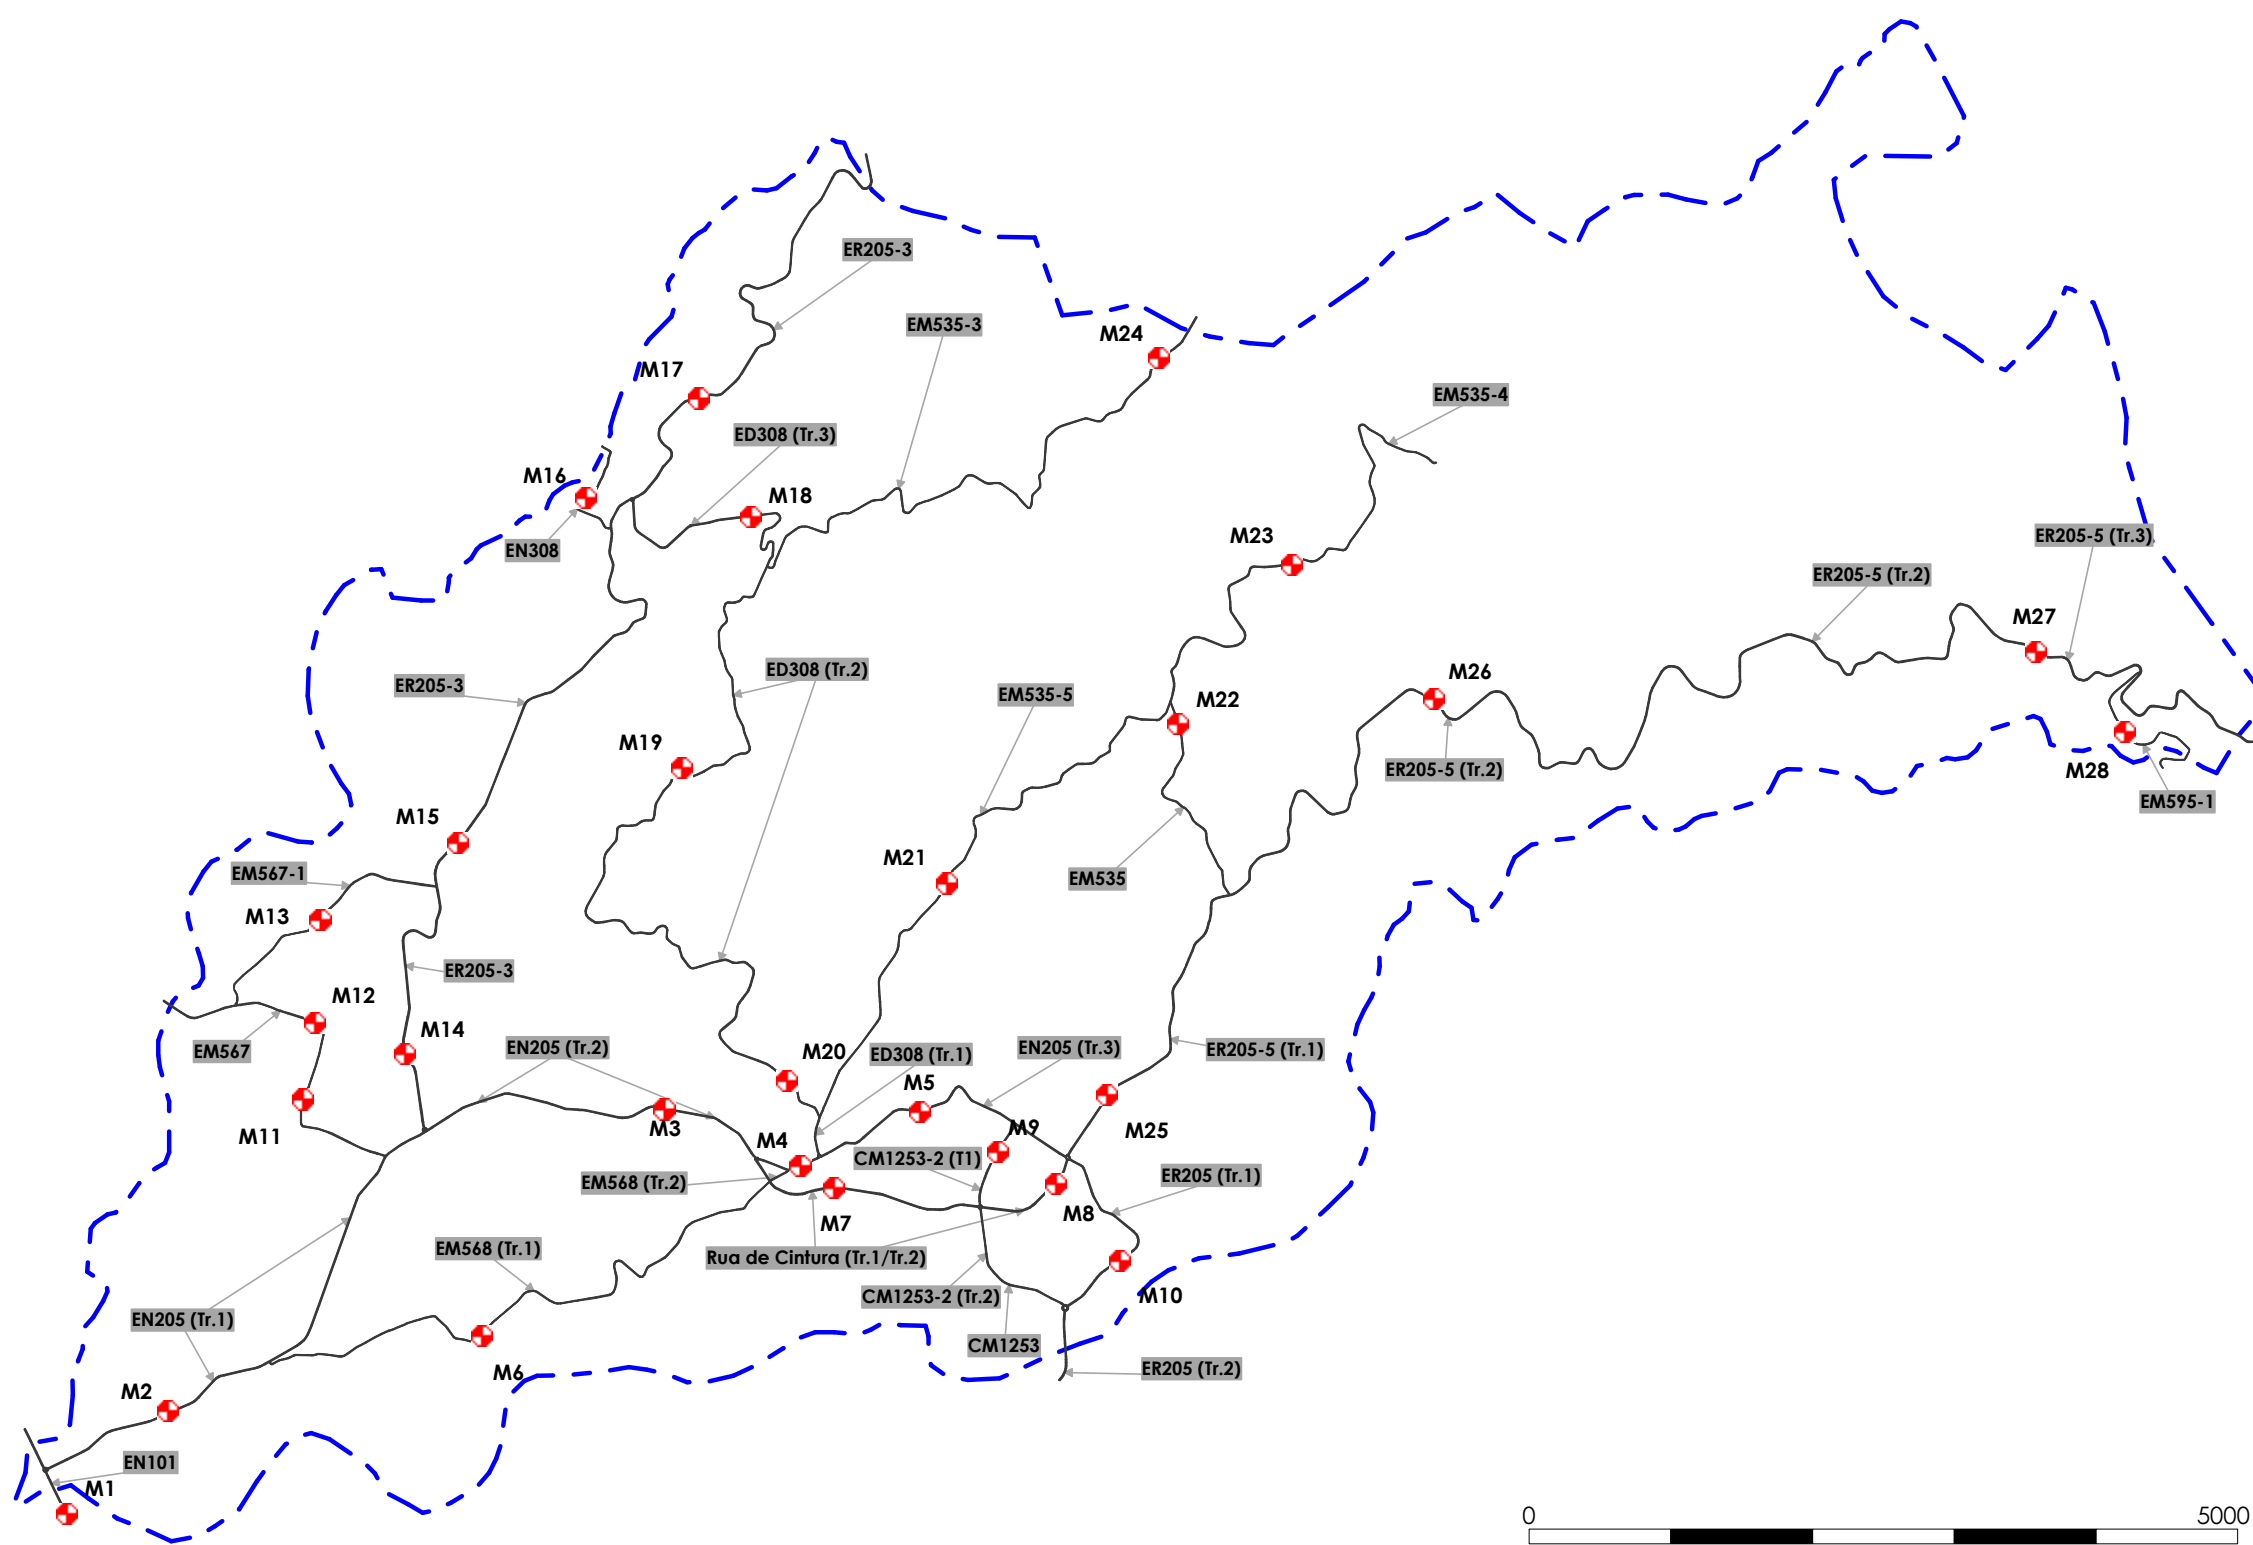 ER205-3
EM535-3
M24
M17
EM535-4
ED308 (Tr.3)
M16
M18
EN308
M23
ER205-5 (Tr.3)
ER205-5 (Tr.2)
M27
ED308 (Tr.2)
M26
ER205-3
EM535-5
M22
M19
ER205-5 (Tr.2)
M28
EM595-1
M15
M21
EM535
EM567-1
M13
ER205-3
M12
M14
EM567
EN205 (Tr.2)
M20
ED308 (Tr.1)
EN205 (Tr.3)
ER205-5 (Tr.1)
M5
M3
M9
M25
M11
M4
CM1253-2 (T1)
EM568 (Tr.2)
ER205 (Tr.1)
M7
M8
EM568 (Tr.1)
Rua de Cintura (Tr.1/Tr.2)
CM1253-2 (Tr.2)
M10
EN205 (Tr.1)
CM1253
ER205 (Tr.2)
M6
M2
EN101
M1
0 5000